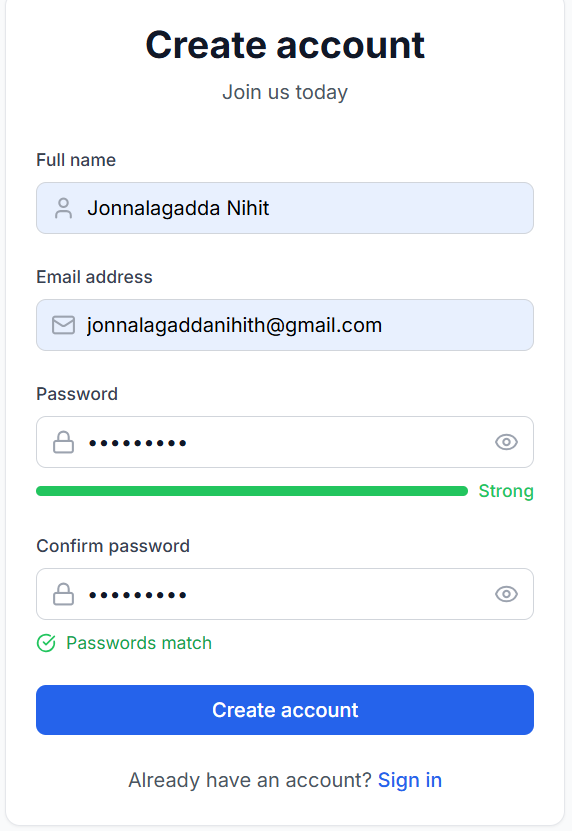 Create account
Join us today
Full name
Jonnalagadda Nihit
Email address
jonnalagaddanihith@gmail.com
Password
•••••••••
Strong
Confirm password
•••••••••
Passwords match
Create account
Already have an account? Sign in